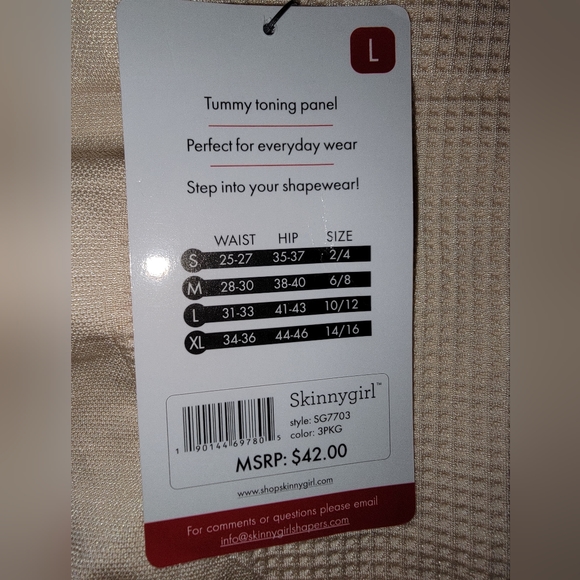 L
Tummy toning panel
Perfect for everyday wear
Step into your shapewear!
WAIST HIP SIZE
S 25-27 35-37 2/4
M 28-30 38-40 6/8
L 31-33 41-43 10/12
XL 34-36 44-46 14/16
Skinnygirl™
style: SG7703
color: 3PKG
1 90144 69780 5
MSRP: $42.00
www.shopskinnygirl.com
For comments or questions please email
info@skinnygirlshapers.com